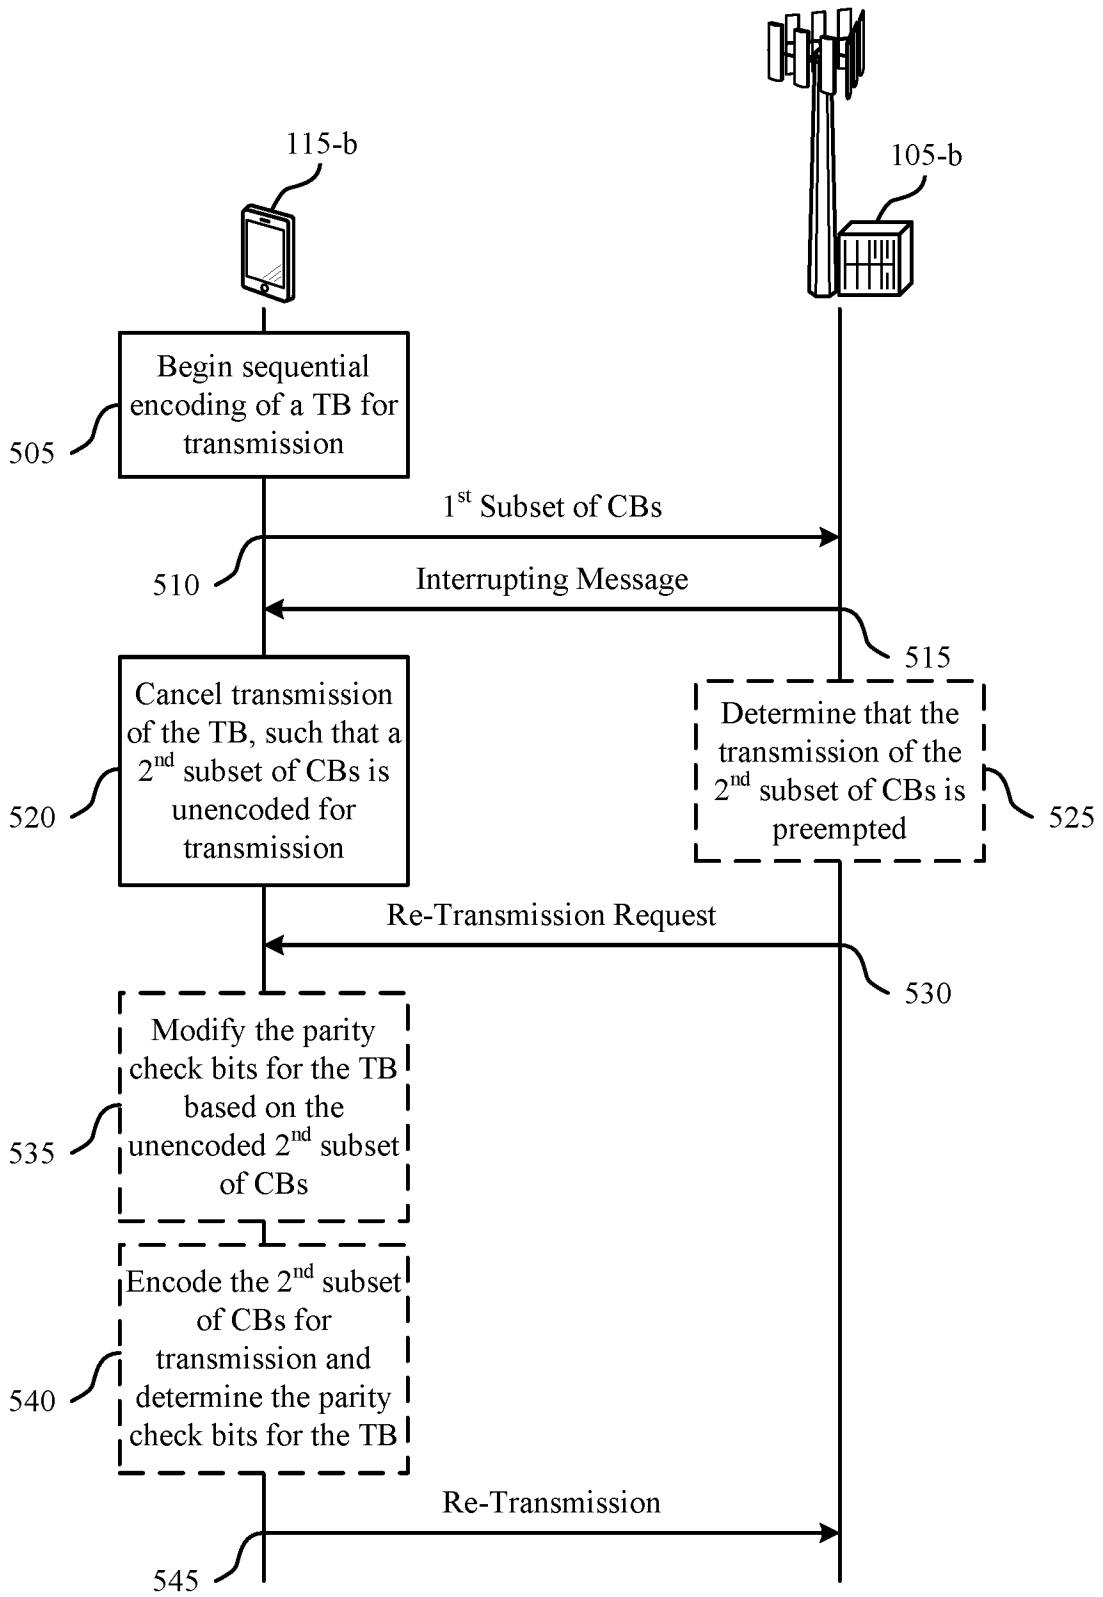 115-b
105-b
Begin sequential
encoding of a TB for
transmission
505
1st Subset of CBs
510
Interrupting Message
515
Cancel transmission
of the TB, such that a
2nd subset of CBs is
unencoded for
transmission
520
Determine that the
transmission of the
2nd subset of CBs is
preempted
525
Re-Transmission Request
530
Modify the parity
check bits for the TB
based on the
unencoded 2nd subset
of CBs
535
Encode the 2nd subset
of CBs for
transmission and
determine the parity
check bits for the TB
540
Re-Transmission
545